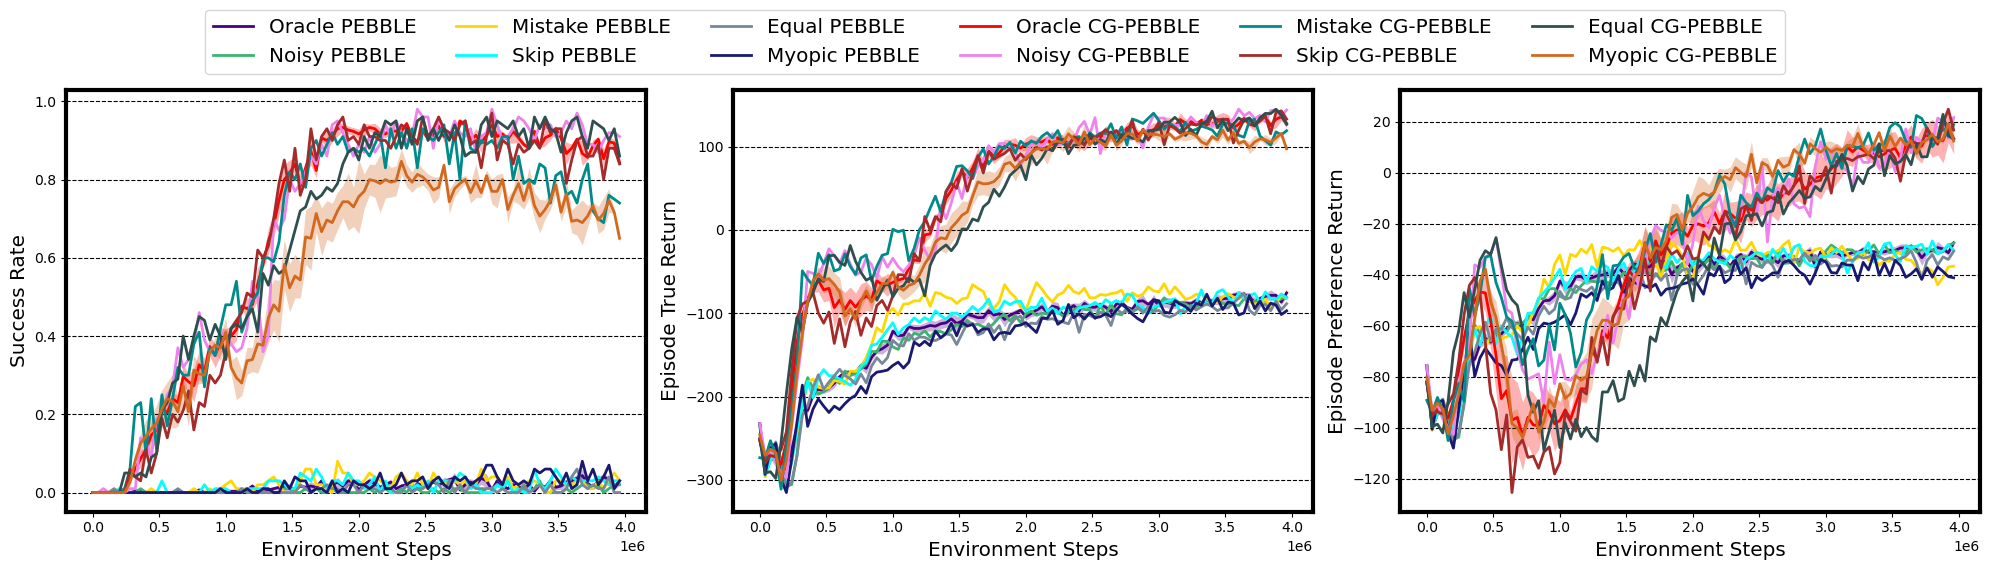 Oracle PEBBLE Mistake PEBBLE Equal PEBBLE Oracle CG-PEBBLE Mistake CG-PEBBLE Equal CG-PEBBLE
Noisy PEBBLE Skip PEBBLE Myopic PEBBLE Noisy CG-PEBBLE Skip CG-PEBBLE Myopic CG-PEBBLE
Success Rate
1.0
0.8
0.6
0.4
0.2
0.0
0.0 0.5 1.0 1.5 2.0 2.5 3.0 3.5 4.0
1e6
Environment Steps
Episode True Return
100
0
−100
−200
−300
0.0 0.5 1.0 1.5 2.0 2.5 3.0 3.5 4.0
1e6
Environment Steps
Episode Preference Return
20
0
−20
−40
−60
−80
−100
−120
0.0 0.5 1.0 1.5 2.0 2.5 3.0 3.5 4.0
1e6
Environment Steps